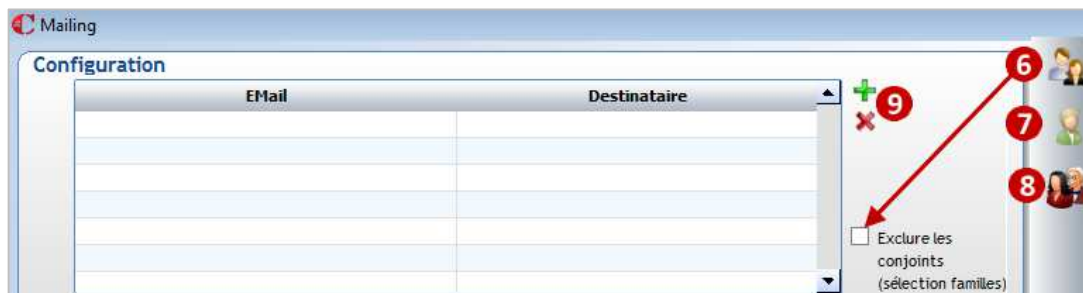 Mailing
Configuration
EMail Destinataire
6
9
7
8
Exclure les
conjoints
(sélection familles)